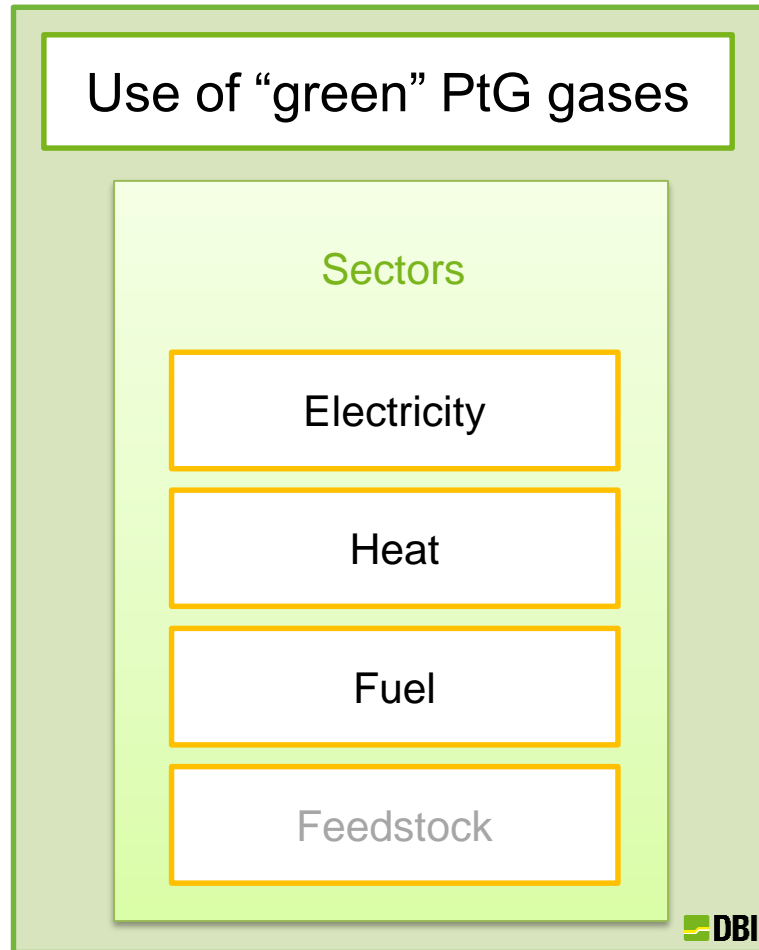 Use of “green” PtG gases
Sectors
Electricity
Heat
Fuel
Feedstock
DBI